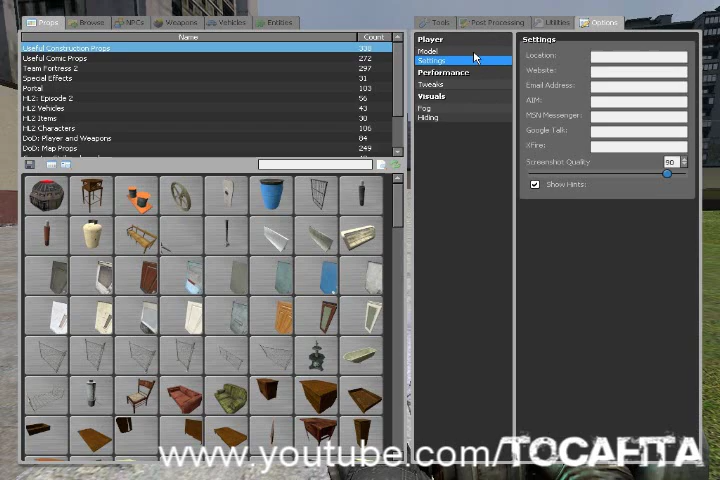 Props Browse NPCs Weapons Vehicles Entities
Name Count
Useful Construction Props
Useful Comic Props 272
Team Fortress 2 297
Special Effects 31
Portal 103
HL2: Episode 2 56
HL2 Vehicles 43
HL2 Items 30
HL2 Characters 106
DoD: Player and Weapons 84
DoD: Map Props 249
Tools Post Processing Utilities Options
Player
Model
Settings
Performance
Tweaks
Visuals
Fog
Hiding
Settings
Location:
Website:
Email Address:
AIM:
MSN Messenger:
Google Talk:
XFire:
Screenshot Quality 90
Show Hints:
www.youtube.com/TOCAFITA